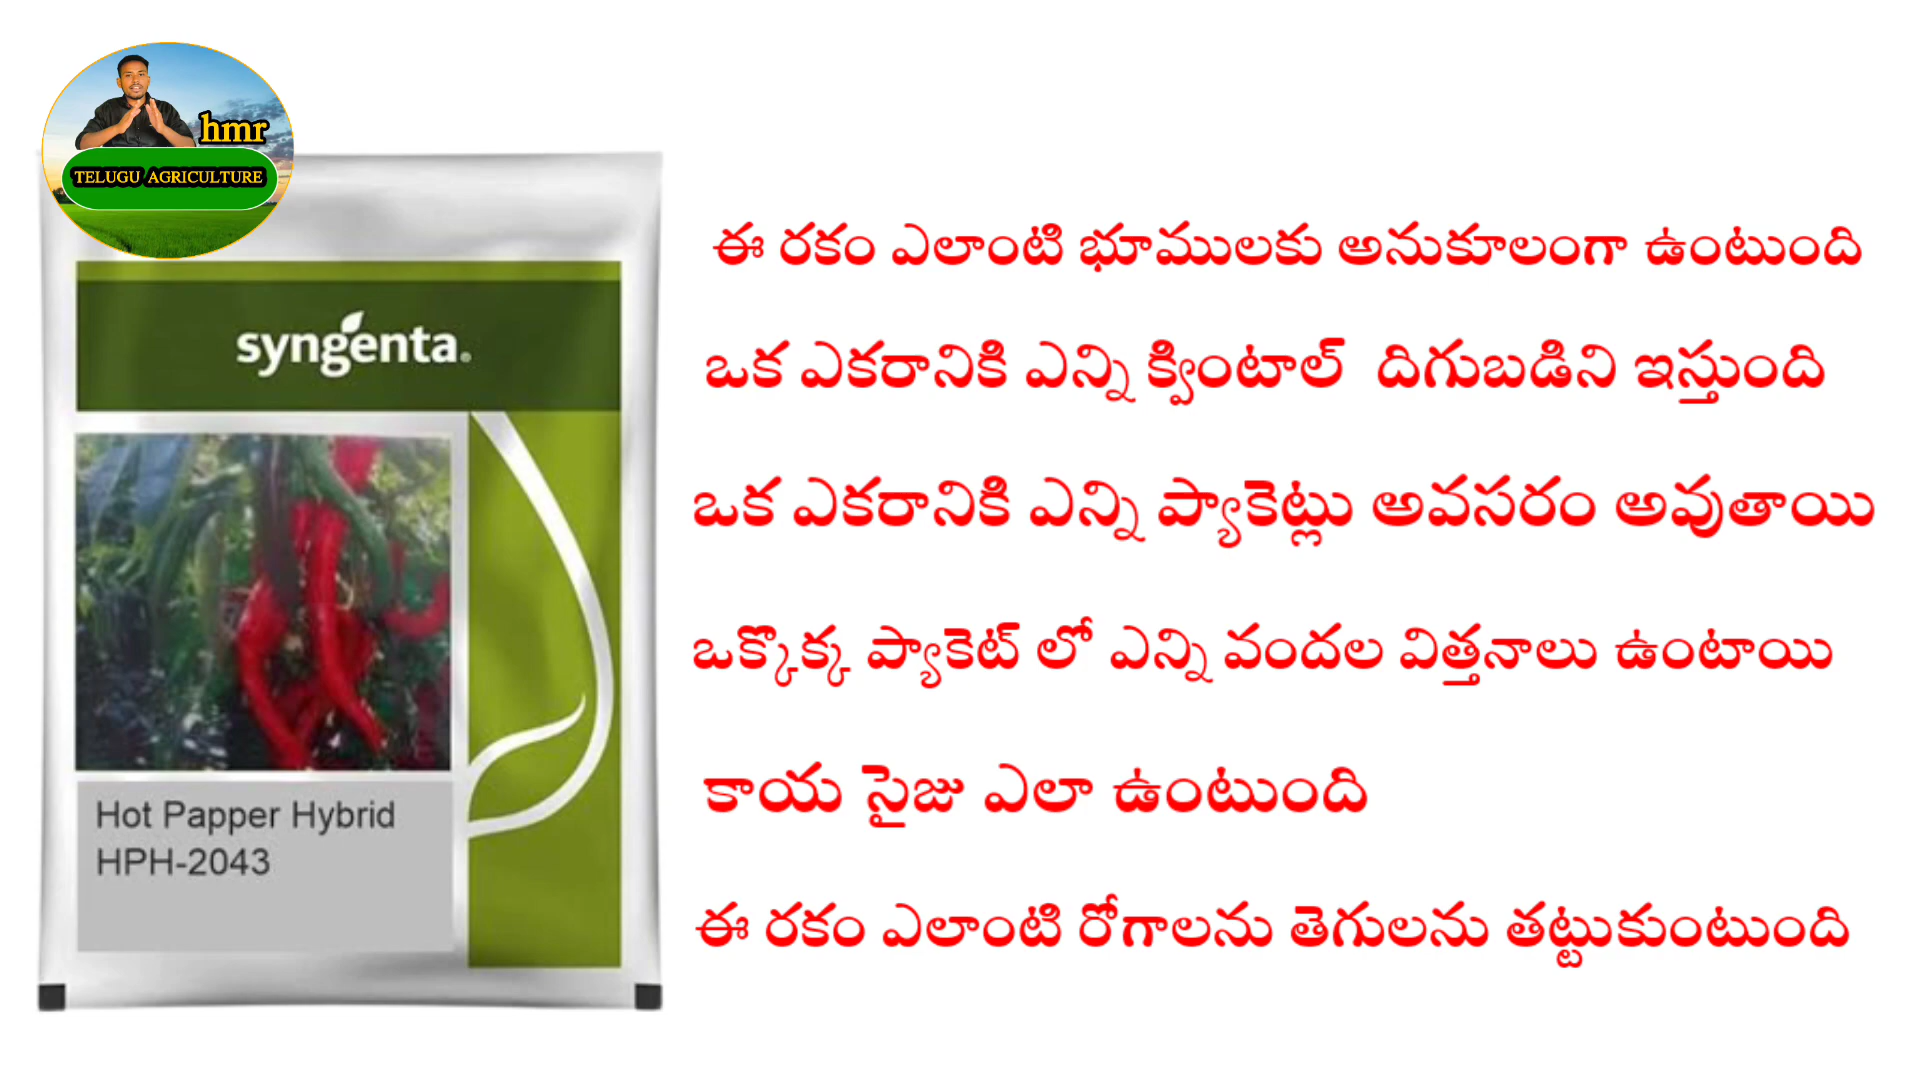 hmr
TELUGU AGRICULTURE
syngenta®
Hot Papper Hybrid
HPH-2043
ఈ రకం ఎలాంటి భూములకు అనుకూలంగా ఉంటుంది
ఒక ఎకరానికి ఎన్ని క్వింటాల్ దిగుబడిని ఇస్తుంది
ఒక ఎకరానికి ఎన్ని ప్యాకెట్లు అవసరం అవుతాయి
ఒక్కొక్క ప్యాకెట్ లో ఎన్ని వందల విత్తనాలు ఉంటాయి
కాయ సైజు ఎలా ఉంటుంది
ఈ రకం ఎలాంటి రోగాలను తెగులను తట్టుకుంటుంది